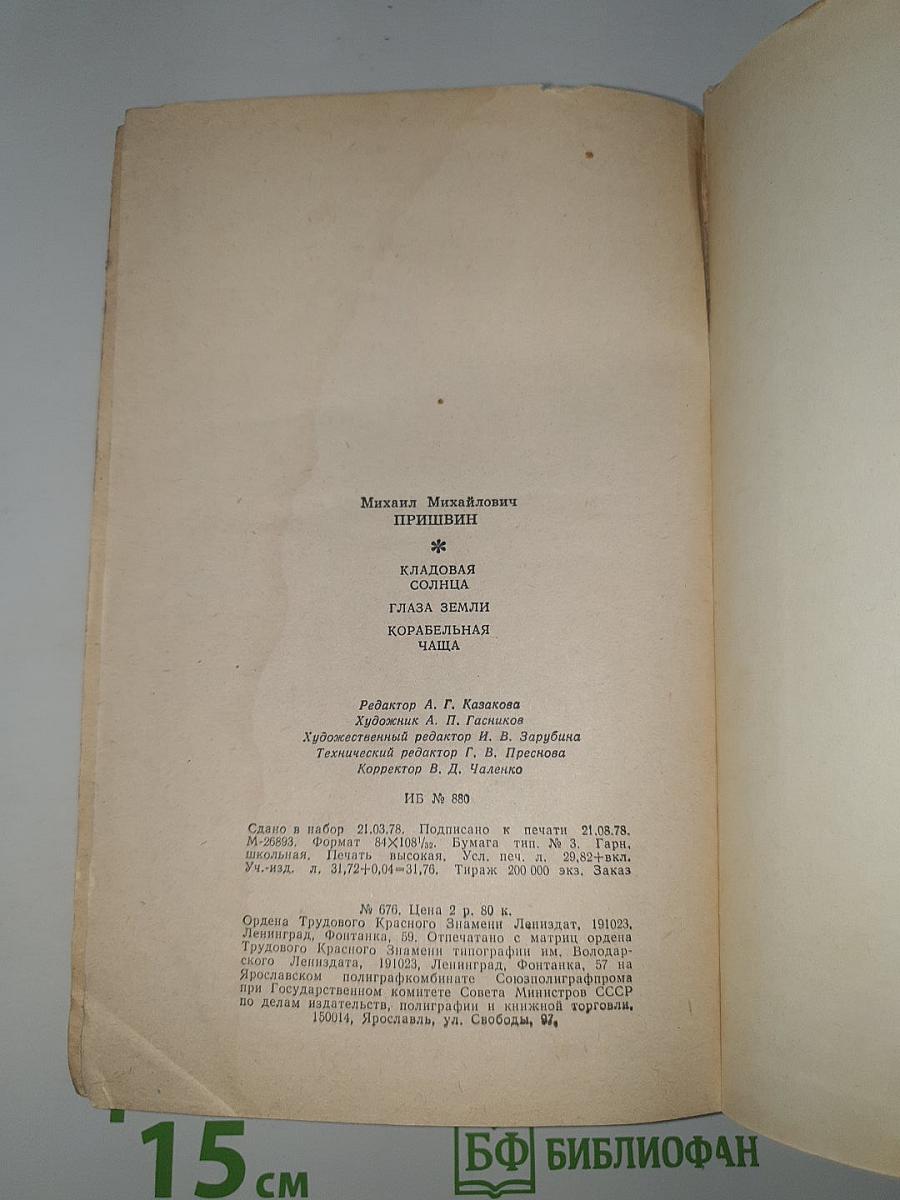 Михаил Михайлович
ПРИШВИН
*
КЛАДОВАЯ
СОЛНЦА
ГЛАЗА ЗЕМЛИ
КОРАБЕЛЬНАЯ
ЧАЩА
Редактор А. Г. Казакова
Художник А. П. Гасников
Художественный редактор И. В. Зарубина
Технический редактор Г. В. Преснова
Корректор В. Д. Чаленко
ИБ № 880
Сдано в набор 21.03.78. Подписано к печати 21.08.78.
М-26893. Формат 84×108¹/₃₂. Бумага тип. № 3. Гарн.
школьная. Печать высокая. Усл. печ. л. 29,82+вкл.
Уч.-изд. л. 31,72+0,04=31,76. Тираж 200 000 экз. Заказ
№ 676. Цена 2 р. 80 к.
Ордена Трудового Красного Знамени Лениздат, 191023,
Ленинград, Фонтанка, 59. Отпечатано с матриц ордена
Трудового Красного Знамени типографии им. Володар-
ского Лениздата, 191023, Ленинград, Фонтанка, 57 на
Ярославском полиграфкомбинате Союзполиграфпрома
при Государственном комитете Совета Министров СССР
по делам издательств, полиграфии и книжной торговли.
150014, Ярославль, ул. Свободы, 97.
15 см
БФ БИБЛИОФАН